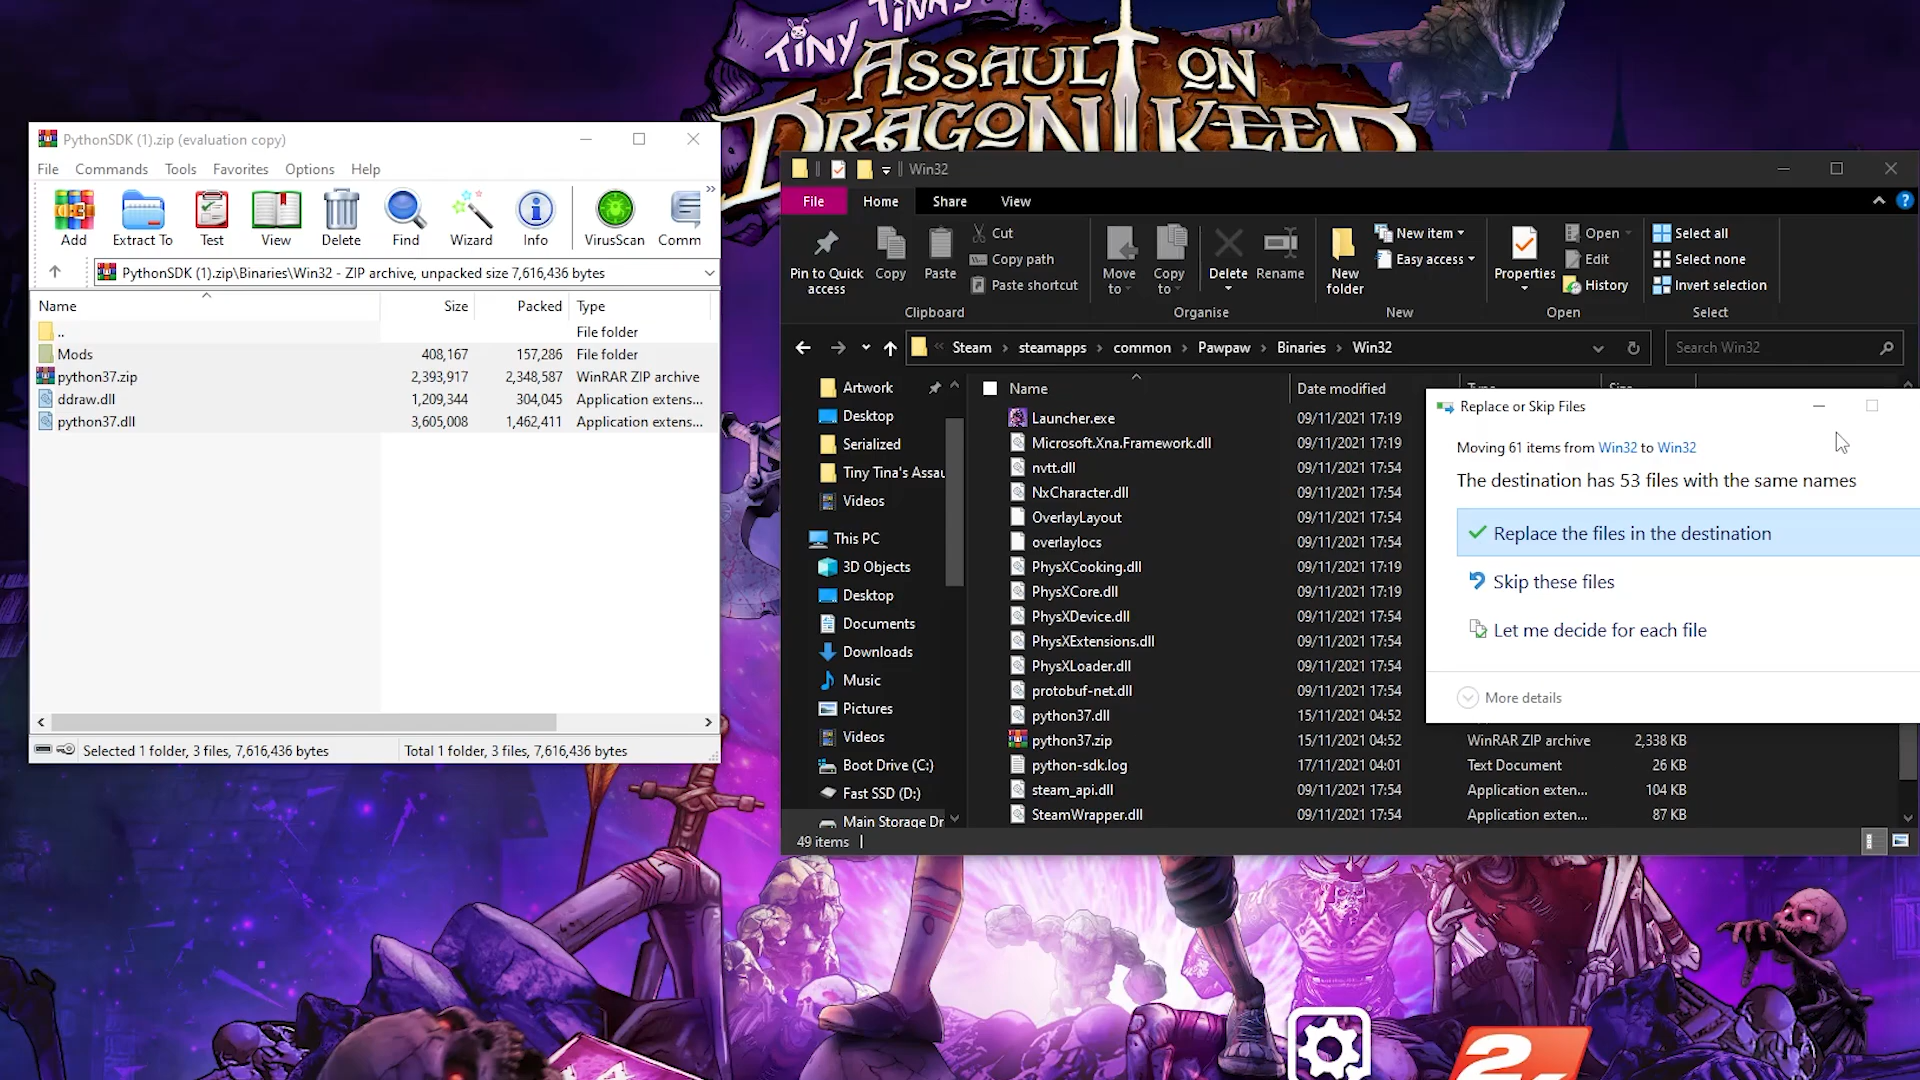 TINY TINA'S
ASSAULT ON
DRAGON KEEP
PythonSDK (1).zip (evaluation copy)
File Commands Tools Favorites Options Help
Add Extract To Test View Delete Find Wizard Info VirusScan Comm
PythonSDK (1).zip\Binaries\Win32 - ZIP archive, unpacked size 7,616,436 bytes
Name Size Packed Type
.. File folder
Mods 408,167 157,286 File folder
python37.zip 2,393,917 2,348,587 WinRAR ZIP archive
ddraw.dll 1,209,344 304,045 Application extens...
python37.dll 3,605,008 1,462,411 Application extens...
Selected 1 folder, 3 files, 7,616,436 bytes Total 1 folder, 3 files, 7,616,436 bytes
Win32
File Home Share View
Pin to Quick access
Copy
Paste
Cut
Copy path
Paste shortcut
Clipboard
Move to
Copy to
Delete
Rename
Organise
New folder
New item
Easy access
New
Properties
Open
Edit
History
Open
Select all
Select none
Invert selection
Select
Steam steamapps common Pawpaw Binaries Win32
Search Win32
Artwork
Desktop
Serialized
Tiny Tina's Assau
Videos
This PC
3D Objects
Desktop
Documents
Downloads
Music
Pictures
Videos
Boot Drive (C:)
Fast SSD (D:)
Main Storage Dr
Name Date modified
Launcher.exe 09/11/2021 17:19
Microsoft.Xna.Framework.dll 09/11/2021 17:19
nvtt.dll 09/11/2021 17:54
NxCharacter.dll 09/11/2021 17:54
OverlayLayout 09/11/2021 17:54
overlaylocs 09/11/2021 17:54
PhysXCooking.dll 09/11/2021 17:19
PhysXCore.dll 09/11/2021 17:19
PhysXDevice.dll 09/11/2021 17:54
PhysXExtensions.dll 09/11/2021 17:54
PhysXLoader.dll 09/11/2021 17:54
protobuf-net.dll 09/11/2021 17:54
python37.dll 15/11/2021 04:52
python37.zip 15/11/2021 04:52 WinRAR ZIP archive 2,338 KB
python-sdk.log 17/11/2021 04:01 Text Document 26 KB
steam_api.dll 09/11/2021 17:54 Application exten... 104 KB
SteamWrapper.dll 09/11/2021 17:54 Application exten... 87 KB
49 items
Replace or Skip Files
Moving 61 items from Win32 to Win32
The destination has 53 files with the same names
Replace the files in the destination
Skip these files
Let me decide for each file
More details